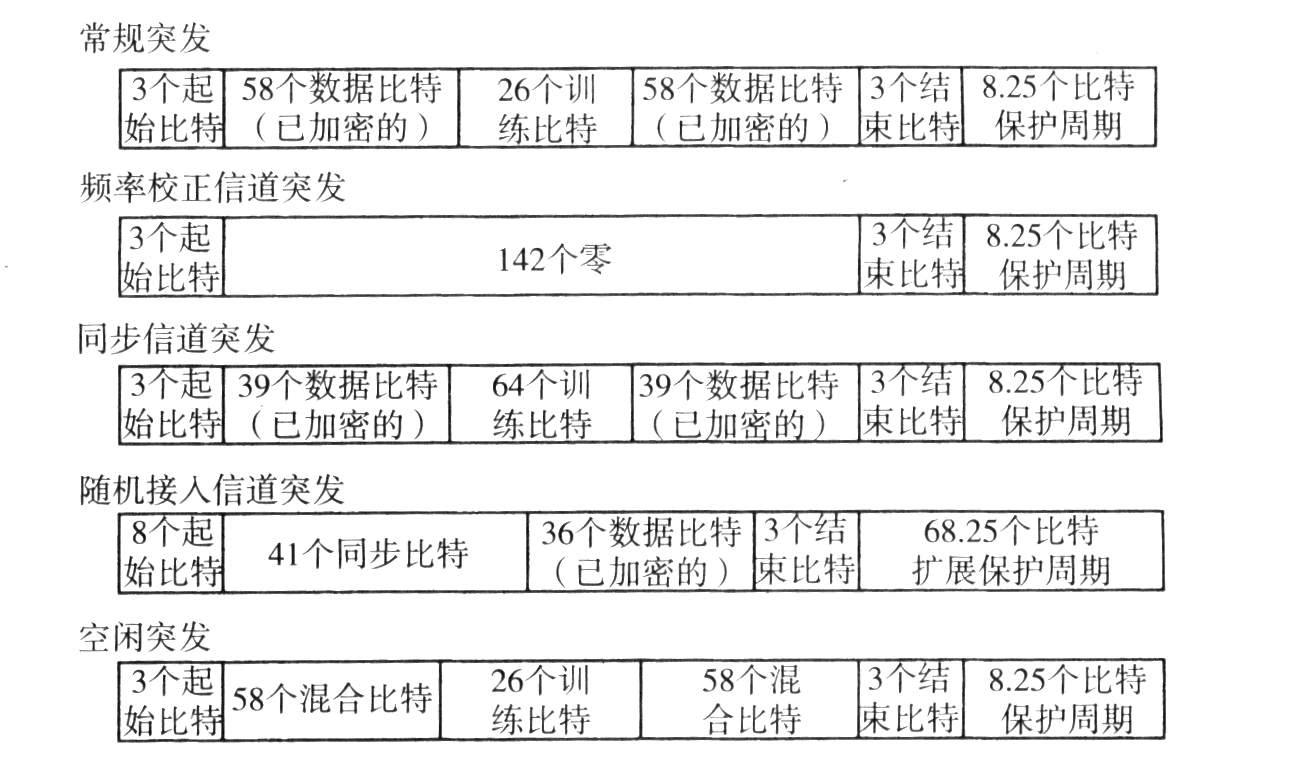 常规突发
3个起 58个数据比特 26个训 58个数据比特 3个结 8.25个比特
始比特 （已加密的） 练比特 （已加密的） 束比特 保护周期
频率校正信道突发
3个起 3个结 8.25个比特
142个零
始比特 束比特 保护周期
同步信道突发
3个起 39个数据比特 64个训 39个数据比特 3个结 8.25个比特
始比特 （已加密的） 练比特 （已加密的） 束比特 保护周期
随机接入信道突发
8个起 36个数据比特 3个结 68.25个比特
41个同步比特
始比特 （已加密的） 束比特 扩展保护周期
空闲突发
3个起 26个训 58个混 3个结 8.25个比特
58个混合比特
始比特 练比特 合比特 束比特 保护周期